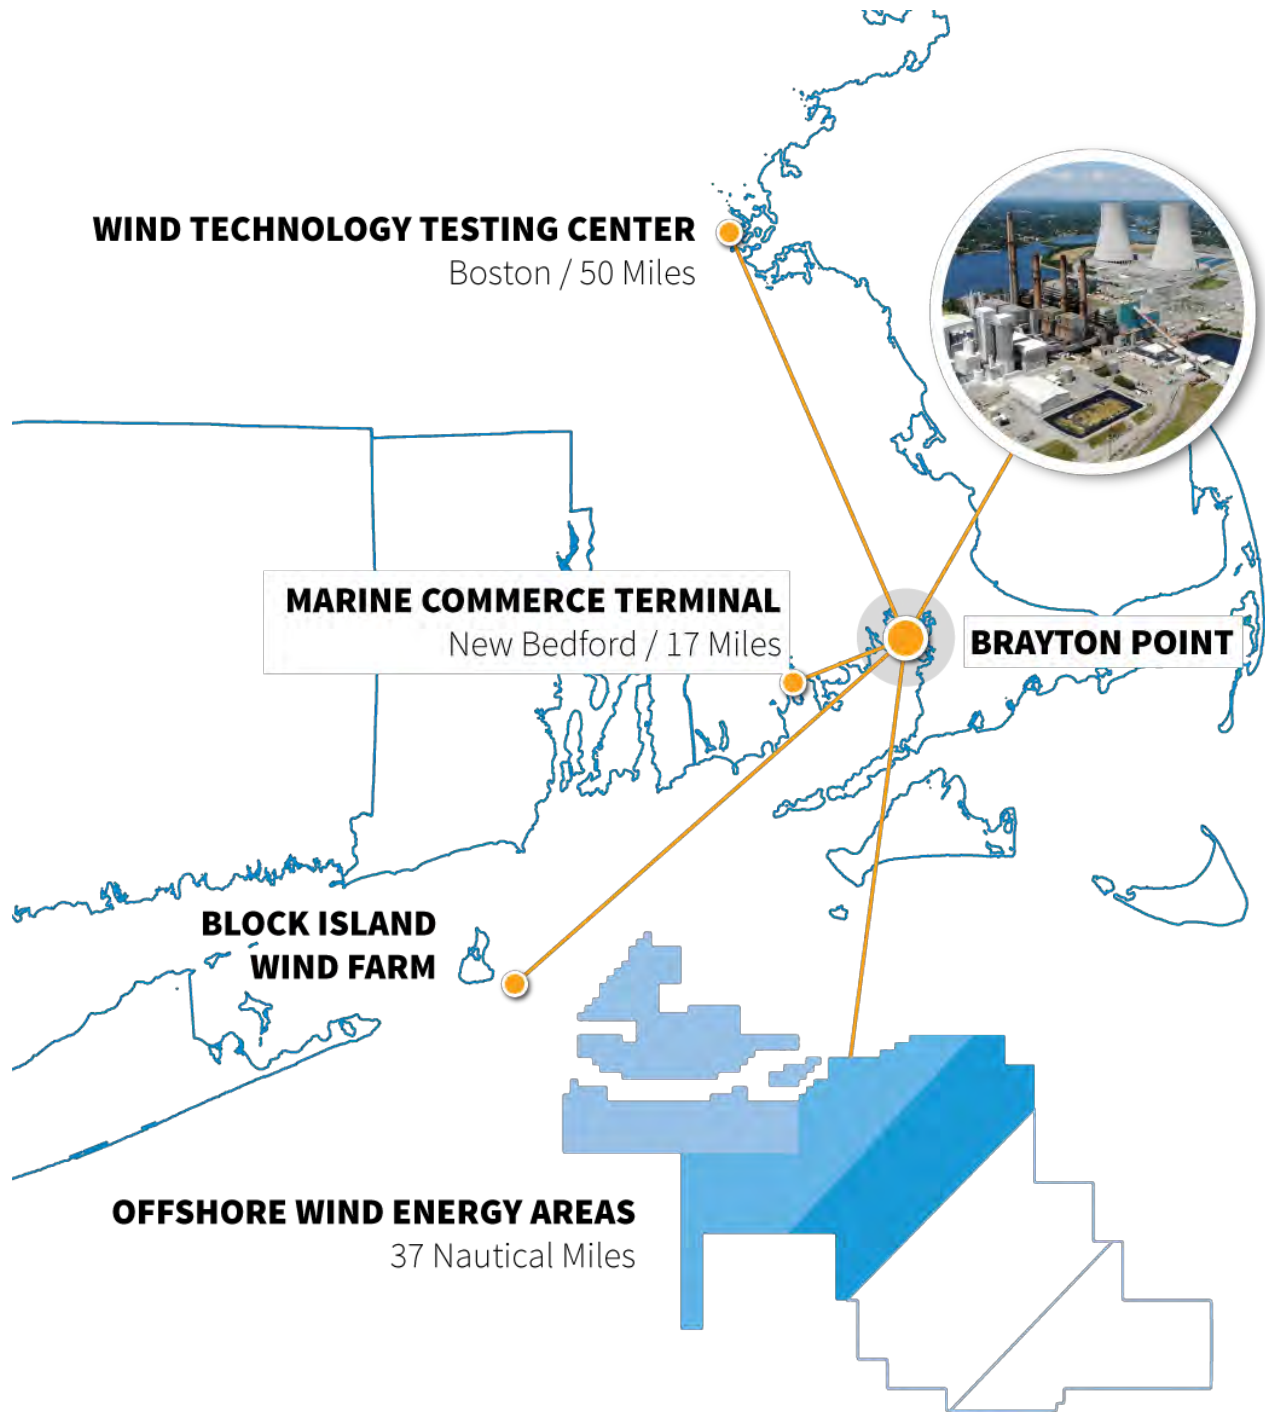 WIND TECHNOLOGY TESTING CENTER
Boston / 50 Miles
MARINE COMMERCE TERMINAL
New Bedford / 17 Miles
BRAYTON POINT
BLOCK ISLAND
WIND FARM
OFFSHORE WIND ENERGY AREAS
37 Nautical Miles